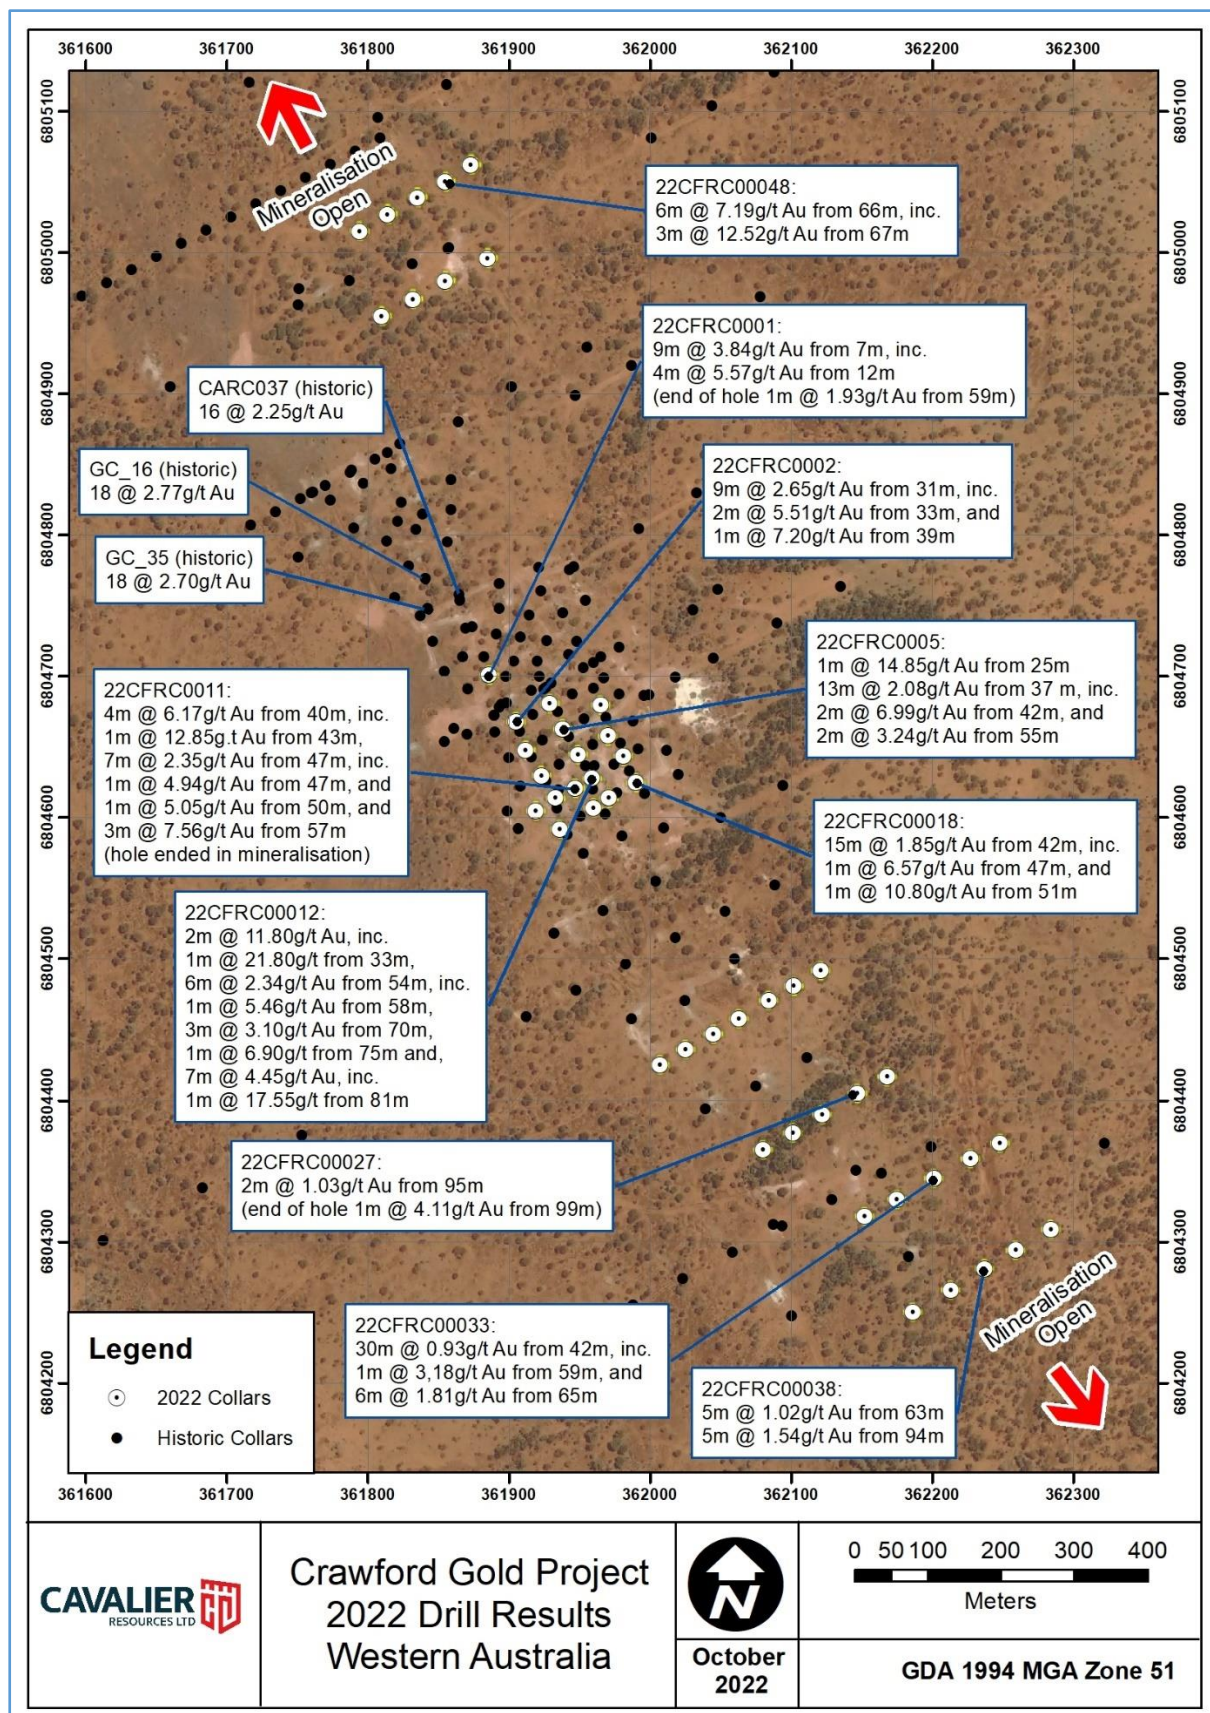 361600 361700 361800 361900 362000 362100 362200 362300
6805100
6805000
6804900
6804800
6804700
6804600
6804500
6804400
6804300
6804200
6805100
6805000
6804900
6804800
6804700
6804600
6804500
6804400
6804300
6804200
Mineralisation
Open
22CFRC00048:
6m @ 7.19g/t Au from 66m, inc.
3m @ 12.52g/t Au from 67m
22CFRC0001:
9m @ 3.84g/t Au from 7m, inc.
4m @ 5.57g/t Au from 12m
(end of hole 1m @ 1.93g/t Au from 59m)
CARC037 (historic)
16 @ 2.25g/t Au
GC_16 (historic)
18 @ 2.77g/t Au
22CFRC0002:
9m @ 2.65g/t Au from 31m, inc.
2m @ 5.51g/t Au from 33m, and
1m @ 7.20g/t Au from 39m
GC_35 (historic)
18 @ 2.70g/t Au
22CFRC0005:
1m @ 14.85g/t Au from 25m
13m @ 2.08g/t Au from 37 m, inc.
2m @ 6.99g/t Au from 42m, and
2m @ 3.24g/t Au from 55m
22CFRC0011:
4m @ 6.17g/t Au from 40m, inc.
1m @ 12.85g.t Au from 43m,
7m @ 2.35g/t Au from 47m, inc.
1m @ 4.94g/t Au from 47m, and
1m @ 5.05g/t Au from 50m, and
3m @ 7.56g/t Au from 57m
(hole ended in mineralisation)
22CFRC00018:
15m @ 1.85g/t Au from 42m, inc.
1m @ 6.57g/t Au from 47m, and
1m @ 10.80g/t Au from 51m
22CFRC00012:
2m @ 11.80g/t Au, inc.
1m @ 21.80g/t from 33m,
6m @ 2.34g/t Au from 54m, inc.
1m @ 5.46g/t Au from 58m,
3m @ 3.10g/t Au from 70m,
1m @ 6.90g/t from 75m and,
7m @ 4.45g/t Au, inc.
1m @ 17.55g/t from 81m
22CFRC00027:
2m @ 1.03g/t Au from 95m
(end of hole 1m @ 4.11g/t Au from 99m)
22CFRC00033:
30m @ 0.93g/t Au from 42m, inc.
1m @ 3,18g/t Au from 59m, and
6m @ 1.81g/t Au from 65m
22CFRC00038:
5m @ 1.02g/t Au from 63m
5m @ 1.54g/t Au from 94m
Mineralisation
Open
Legend
2022 Collars
Historic Collars
361600 361700 361800 361900 362000 362100 362200 362300
CAVALIER
RESOURCES LTD
Crawford Gold Project
2022 Drill Results
Western Australia
N
October
2022
0 50 100 200 300 400
Meters
GDA 1994 MGA Zone 51